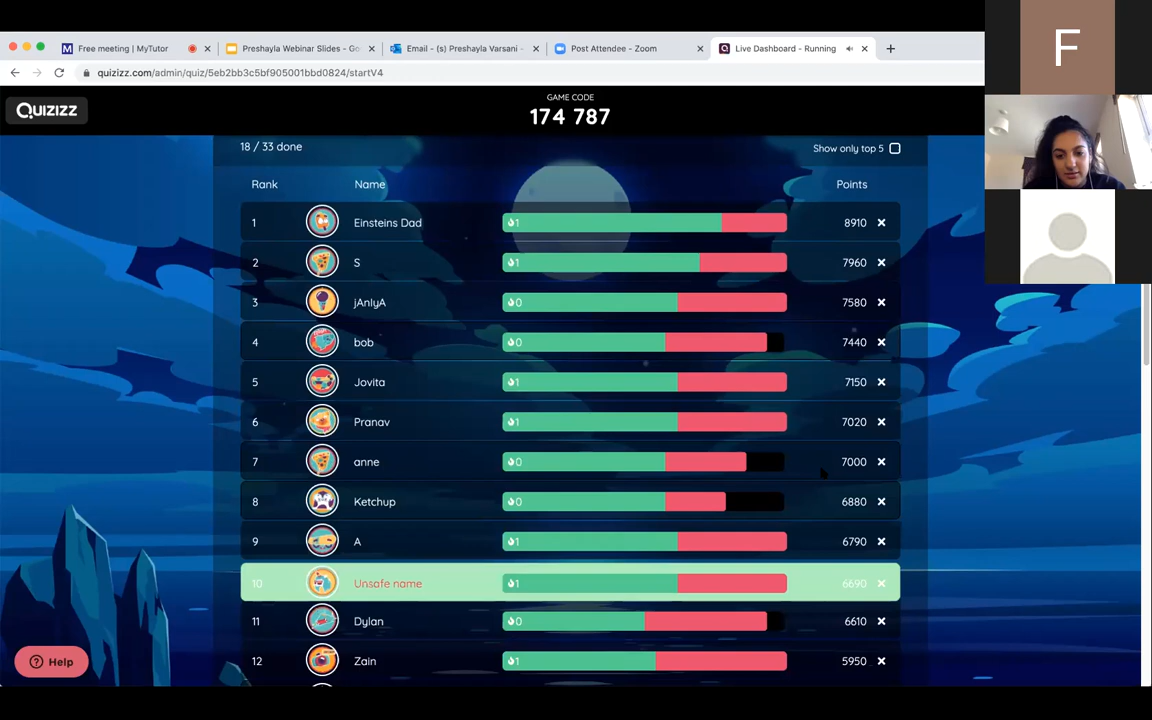 Free meeting | MyTutor
Preshayla Webinar Slides - Go
Email - (s) Preshayla Varsani -
Post Attendee - Zoom
Live Dashboard - Running
quizizz.com/admin/quiz/5eb2bb3c5bf905001bbd0824/startV4
F
QUIZIZZ
GAME CODE
174 787
18 / 33 done
Show only top 5
Rank Name Points
1 Einsteins Dad 1 8910
2 S 1 7960
3 jAnlyA 0 7580
4 bob 0 7440
5 Jovita 1 7150
6 Pranav 1 7020
7 anne 0 7000
8 Ketchup 0 6880
9 A 1 6790
10 Unsafe name 1 6690
11 Dylan 0 6610
12 Zain 1 5950
Help